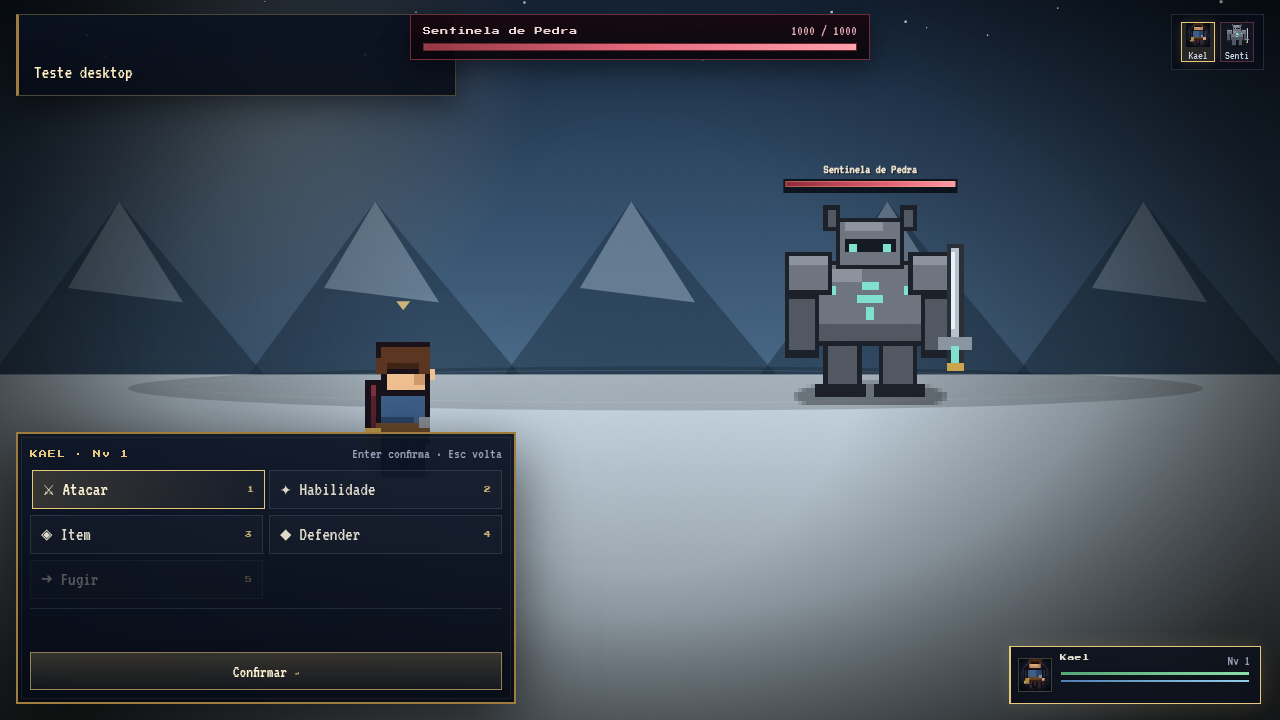 Sentinela de Pedra 1000 / 1000
Teste desktop
Kael Senti
Sentinela de Pedra
KAEL · Nv 1 Enter confirma · Esc volta
Atacar 1
Habilidade 2
Item 3
Defender 4
Fugir 5
Confirmar
Kael Nv 1